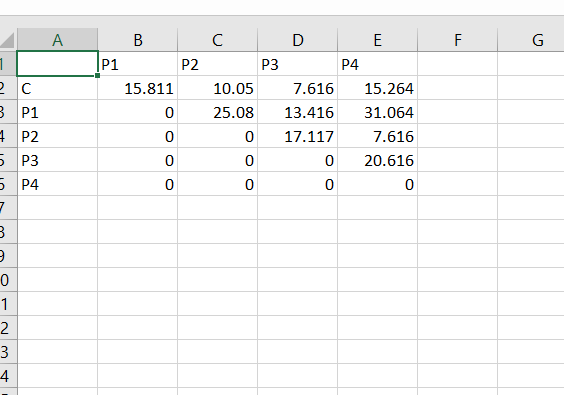 A B C D E F G
1 P1 P2 P3 P4
2 C 15.811 10.05 7.616 15.264
3 P1 0 25.08 13.416 31.064
4 P2 0 0 17.117 7.616
5 P3 0 0 0 20.616
6 P4 0 0 0 0
7
8
9
0
1
2
3
4